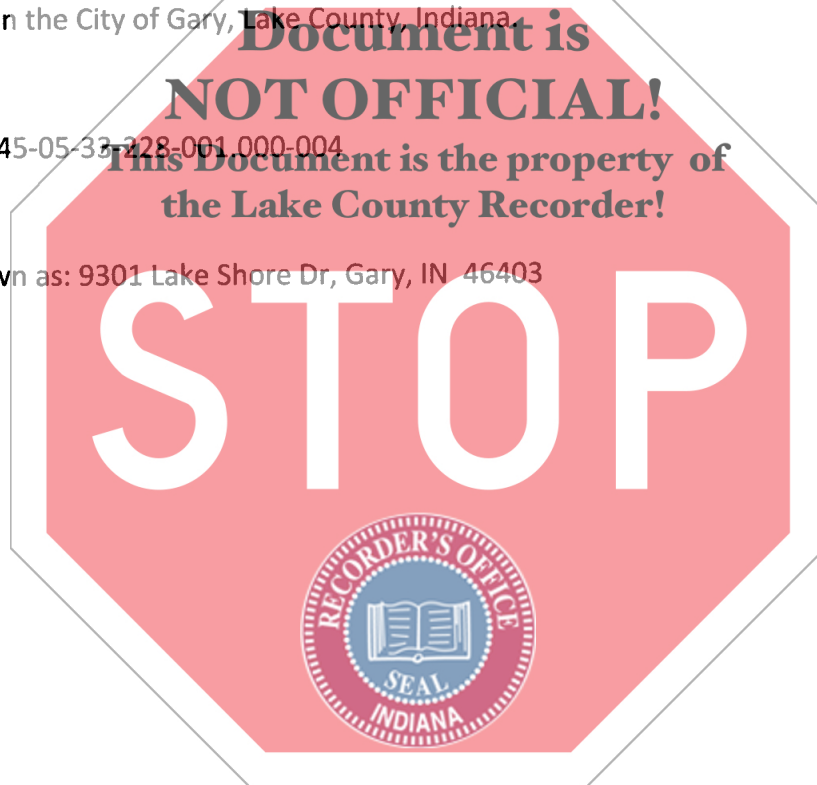 n the City of Gary, Lake County, Indiana.
Document is
NOT OFFICIAL!
45-05-33-228-001.000-004
This Document is the property of
the Lake County Recorder!
wn as: 9301 Lake Shore Dr, Gary, IN 46403
STOP
RECORDER'S OFFICE
SEAL
INDIANA